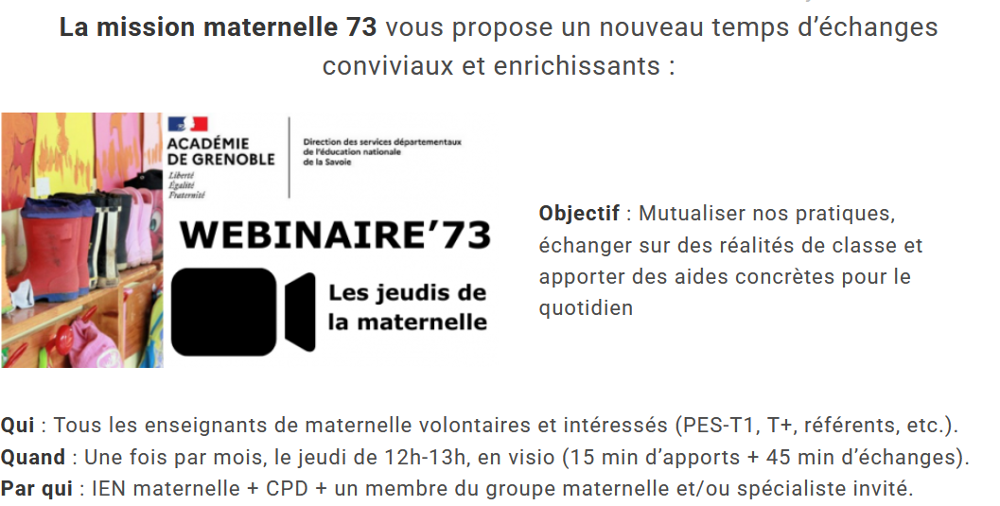 La mission maternelle 73 vous propose un nouveau temps d’échanges
conviviaux et enrichissants :
ACADÉMIE
DE GRENOBLE
Liberté
Égalité
Fraternité
Direction des services départementaux
de l'éducation nationale
de la Savoie
WEBINAIRE’73
Les jeudis de
la maternelle
Objectif : Mutualiser nos pratiques,
échanger sur des réalités de classe et
apporter des aides concrètes pour le
quotidien
Qui : Tous les enseignants de maternelle volontaires et intéressés (PES-T1, T+, référents, etc.).
Quand : Une fois par mois, le jeudi de 12h-13h, en visio (15 min d’apports + 45 min d’échanges).
Par qui : IEN maternelle + CPD + un membre du groupe maternelle et/ou spécialiste invité.